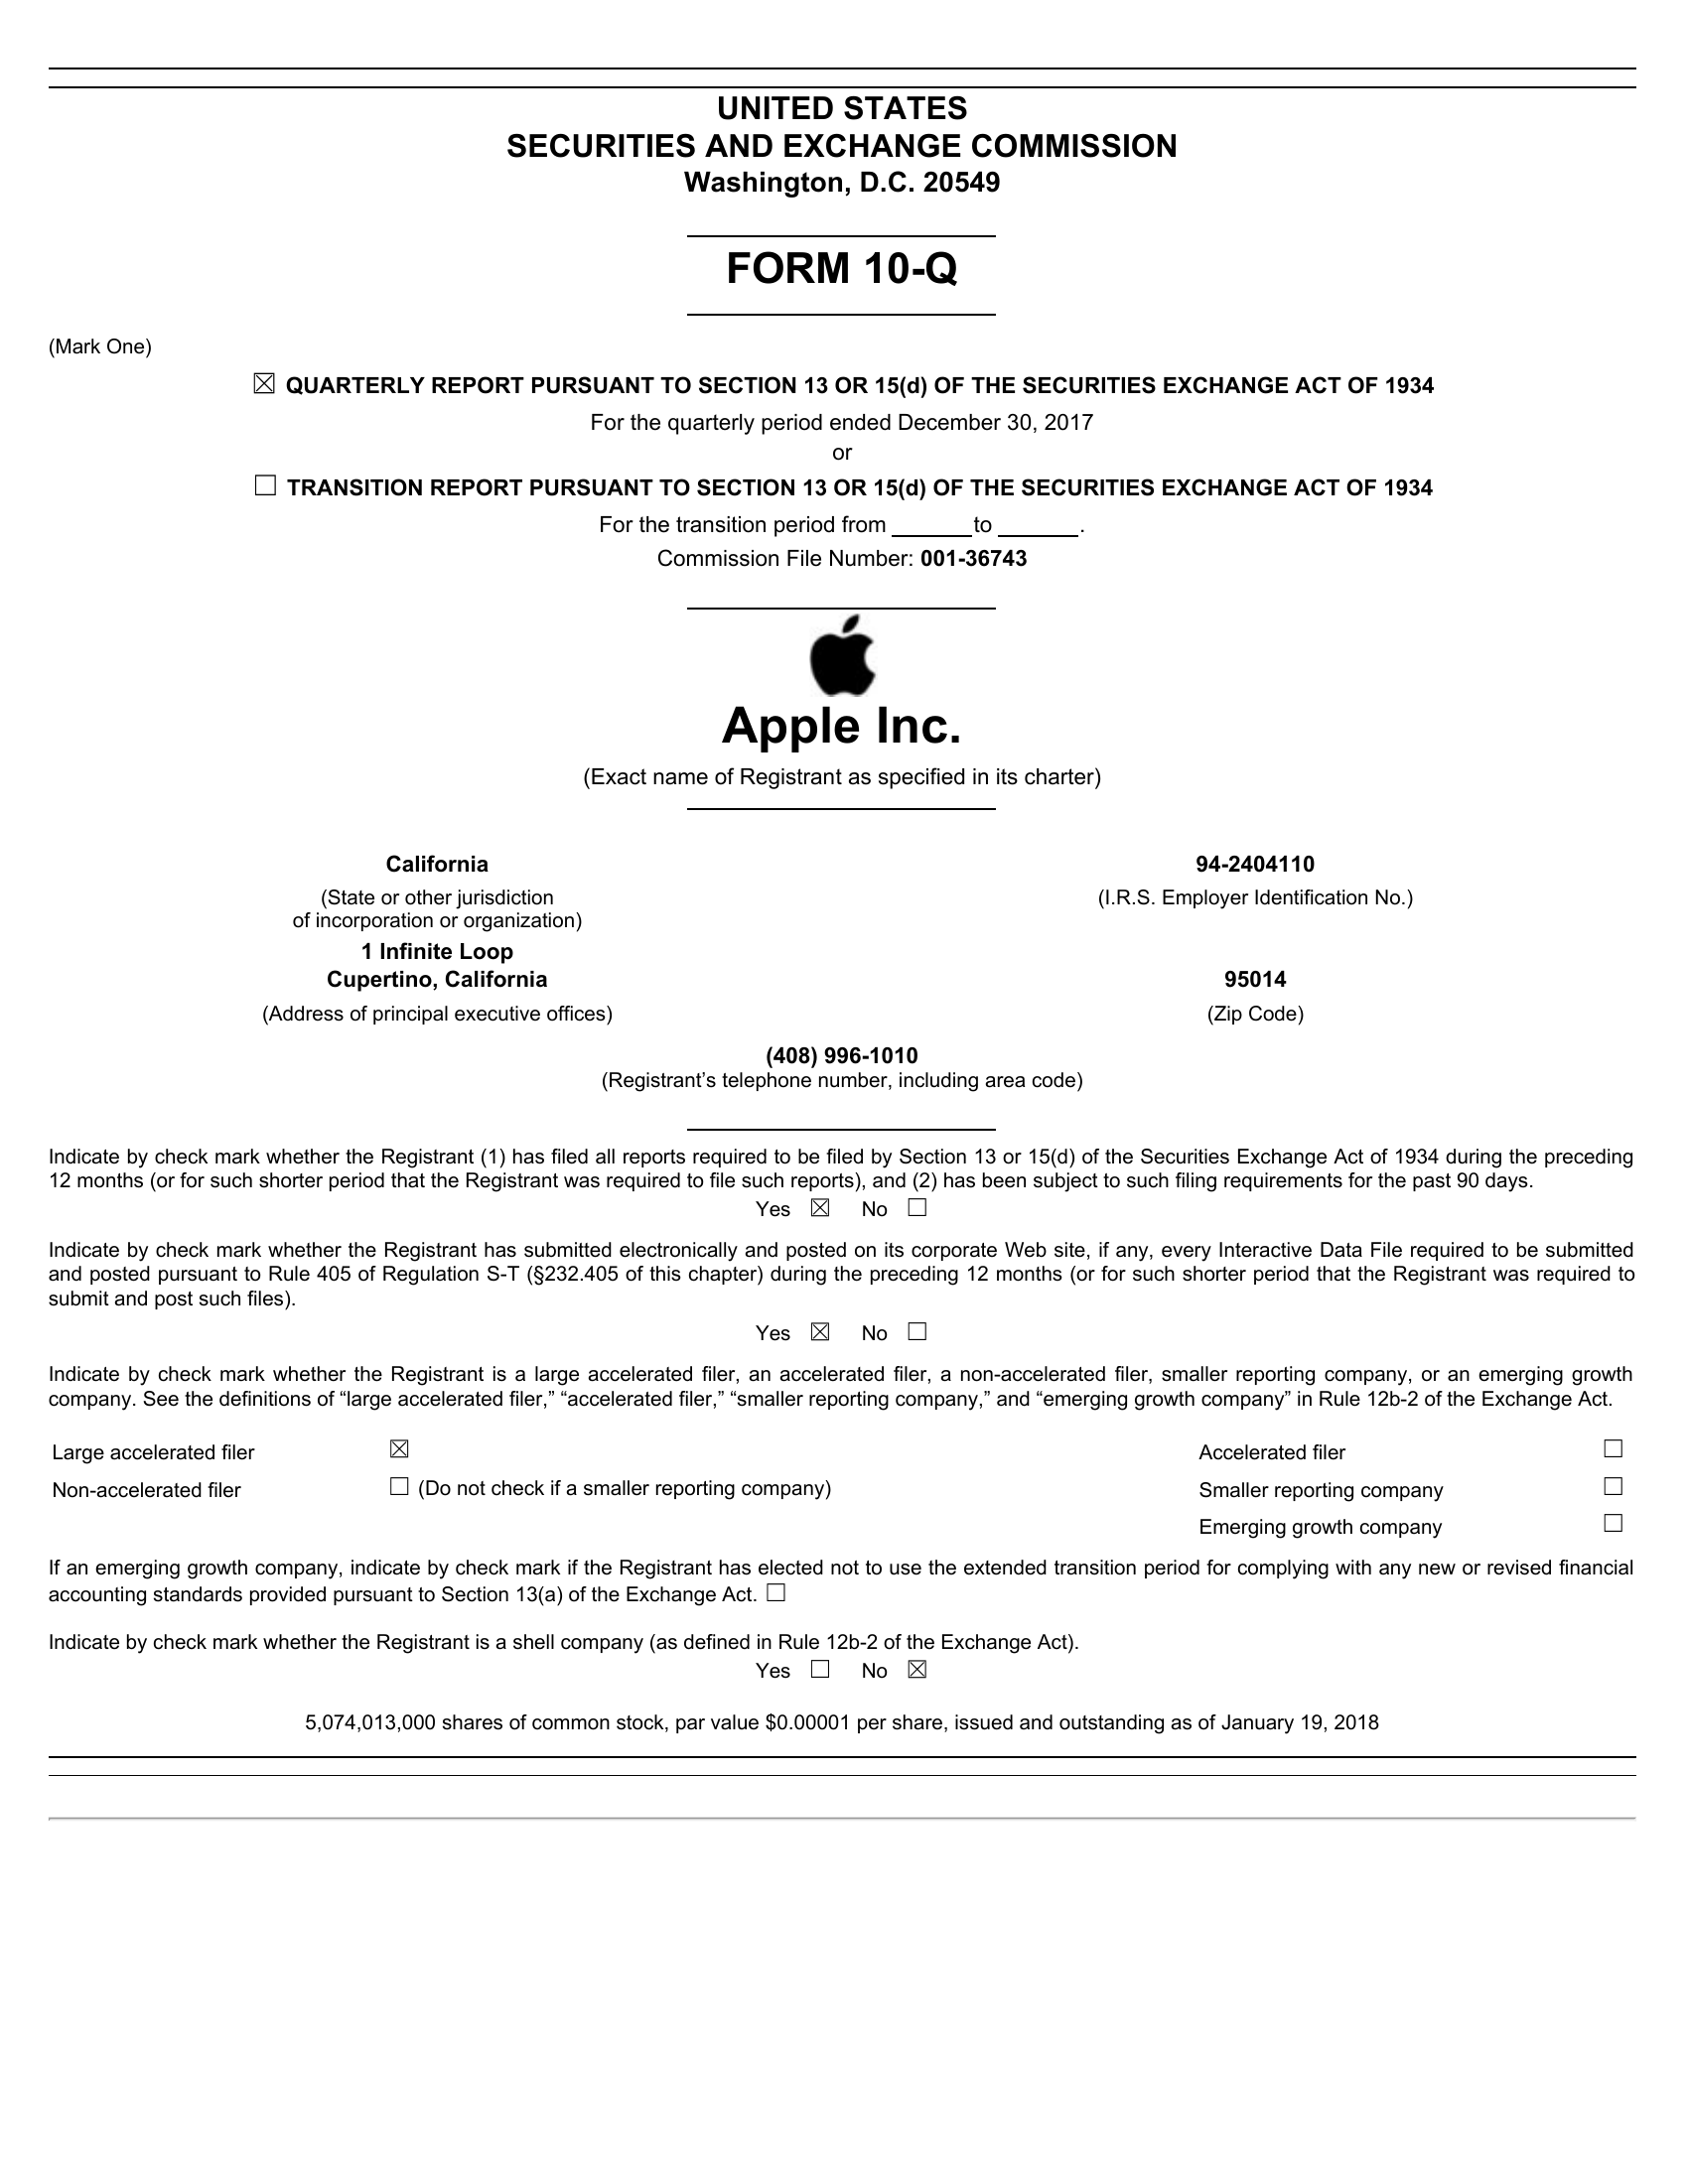 UNITED STATES
SECURITIES AND EXCHANGE COMMISSION
Washington, D.C. 20549
FORM 10-Q
(Mark One)
☒ QUARTERLY REPORT PURSUANT TO SECTION 13 OR 15(d) OF THE SECURITIES EXCHANGE ACT OF 1934
For the quarterly period ended December 30, 2017
or
☐ TRANSITION REPORT PURSUANT TO SECTION 13 OR 15(d) OF THE SECURITIES EXCHANGE ACT OF 1934
For the transition period from ______ to ______.
Commission File Number: 001-36743
Apple Inc.
(Exact name of Registrant as specified in its charter)
California 94-2404110
(State or other jurisdiction (I.R.S. Employer Identification No.)
of incorporation or organization)
1 Infinite Loop
Cupertino, California 95014
(Address of principal executive offices) (Zip Code)
(408) 996-1010
(Registrant’s telephone number, including area code)
Indicate by check mark whether the Registrant (1) has filed all reports required to be filed by Section 13 or 15(d) of the Securities Exchange Act of 1934 during the preceding
12 months (or for such shorter period that the Registrant was required to file such reports), and (2) has been subject to such filing requirements for the past 90 days.
Yes ☒ No ☐
Indicate by check mark whether the Registrant has submitted electronically and posted on its corporate Web site, if any, every Interactive Data File required to be submitted
and posted pursuant to Rule 405 of Regulation S-T (§232.405 of this chapter) during the preceding 12 months (or for such shorter period that the Registrant was required to
submit and post such files).
Yes ☒ No ☐
Indicate by check mark whether the Registrant is a large accelerated filer, an accelerated filer, a non-accelerated filer, smaller reporting company, or an emerging growth
company. See the definitions of “large accelerated filer,” “accelerated filer,” “smaller reporting company,” and “emerging growth company” in Rule 12b-2 of the Exchange Act.
Large accelerated filer ☒ Accelerated filer ☐
Non-accelerated filer ☐ (Do not check if a smaller reporting company) Smaller reporting company ☐
Emerging growth company ☐
If an emerging growth company, indicate by check mark if the Registrant has elected not to use the extended transition period for complying with any new or revised financial
accounting standards provided pursuant to Section 13(a) of the Exchange Act. ☐
Indicate by check mark whether the Registrant is a shell company (as defined in Rule 12b-2 of the Exchange Act).
Yes ☐ No ☒
5,074,013,000 shares of common stock, par value $0.00001 per share, issued and outstanding as of January 19, 2018